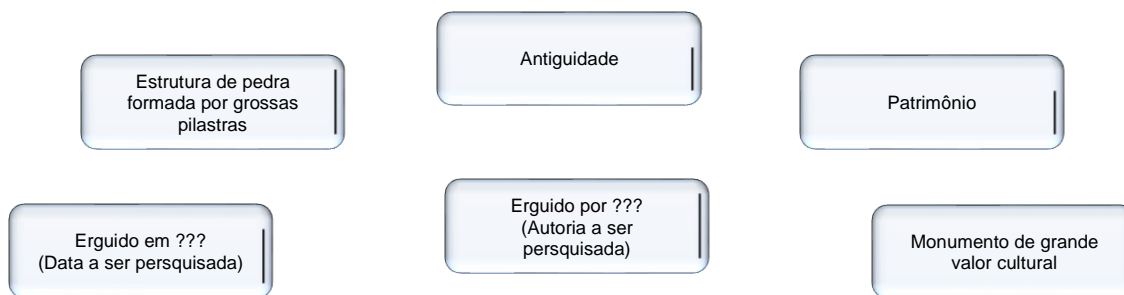 Estrutura de pedra
formada por grossas
pilastras
Antiguidade
Patrimônio
Erguido em ???
(Data a ser persquisada)
Erguido por ???
(Autoria a ser
persquisada)
Monumento de grande
valor cultural